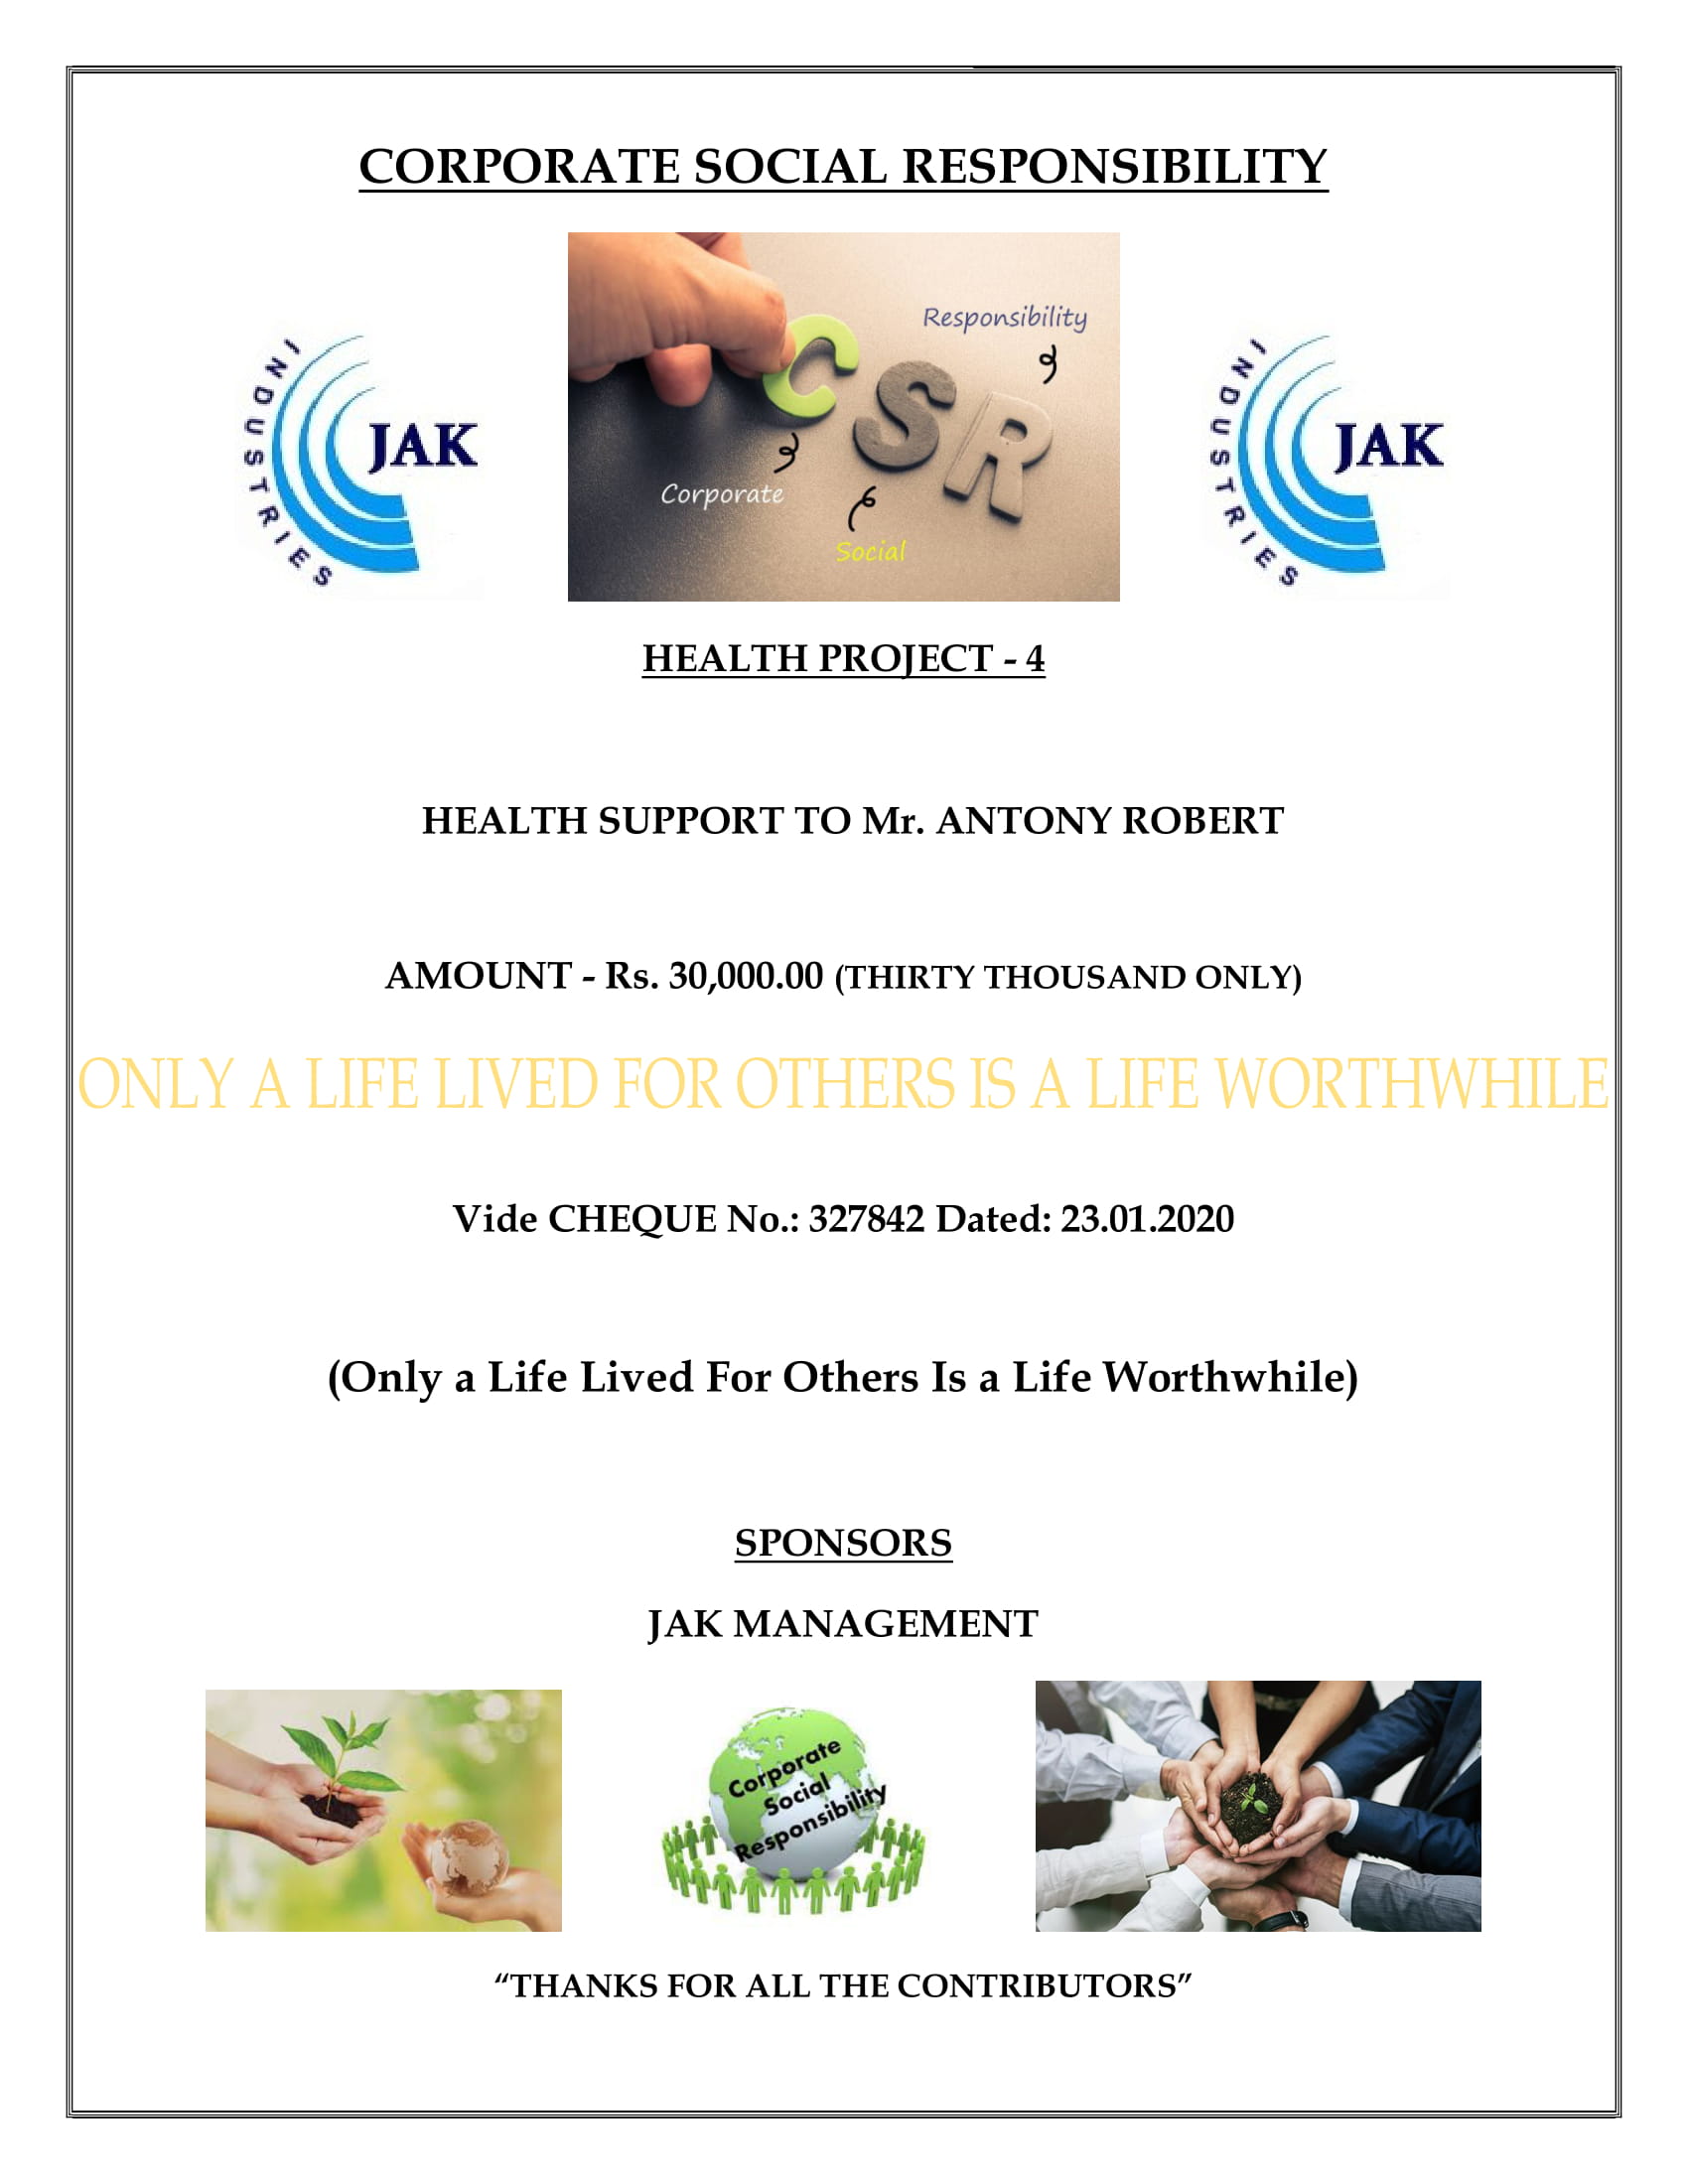 CORPORATE SOCIAL RESPONSIBILITY
INDUSTRIES
JAK
Responsibility
CSR
Corporate
Social
INDUSTRIES
JAK
HEALTH PROJECT - 4
HEALTH SUPPORT TO Mr. ANTONY ROBERT
AMOUNT - Rs. 30,000.00 (THIRTY THOUSAND ONLY)
ONLY A LIFE LIVED FOR OTHERS IS A LIFE WORTHWHILE
Vide CHEQUE No.: 327842 Dated: 23.01.2020
(Only a Life Lived For Others Is a Life Worthwhile)
SPONSORS
JAK MANAGEMENT
Corporate
Social
Responsibility
“THANKS FOR ALL THE CONTRIBUTORS”